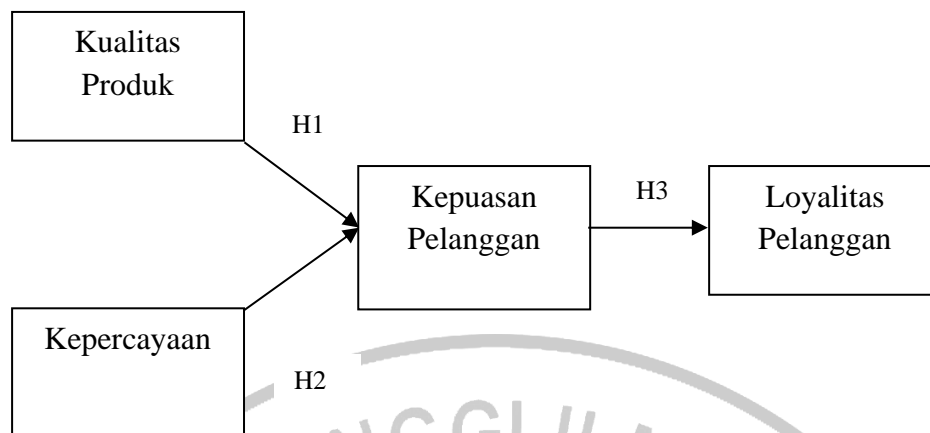 Kualitas
Produk
H1
Kepuasan
Pelanggan
H3
Loyalitas
Pelanggan
Kepercayaan
H2